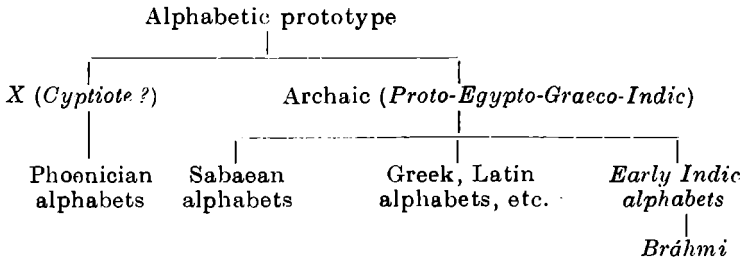 Alphabetic prototype
X (Cyptiote ?) Archaic (Proto-Egypto-Graeco-Indic)
Phoenician Sabaean Greek, Latin Early Indic
alphabets alphabets alphabets, etc. alphabets
Bráhmi